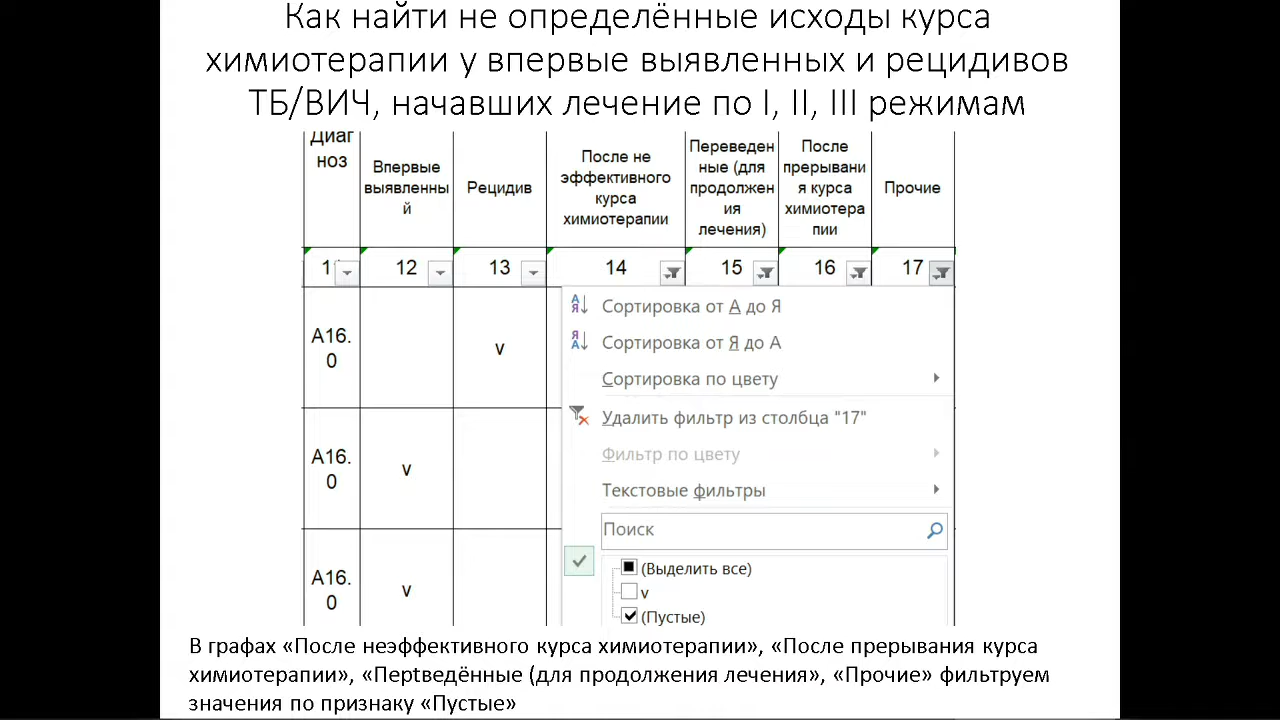 Как найти не определённые исходы курса
химиотерапии у впервые выявленных и рецидивов
ТБ/ВИЧ, начавших лечение по I, II, III режимам
Диаг
ноз
Впервые
выявленны
й
Рецидив
После не
эффективного
курса
химиотерапии
Переведен
ные (для
продолжен
ия
лечения)
После
прерывани
я курса
химиотера
пии
Прочие
12
13
14
15
16
17
Сортировка от А до Я
Сортировка от Я до А
Сортировка по цвету
Удалить фильтр из столбца "17"
Фильтр по цвету
Текстовые фильтры
Поиск
(Выделить все)
v
(Пустые)
A16.
0
v
A16.
0
v
A16.
0
v
В графах «После неэффективного курса химиотерапии», «После прерывания курса
химиотерапии», «Перtведённые (для продолжения лечения», «Прочие» фильтруем
значения по признаку «Пустые»